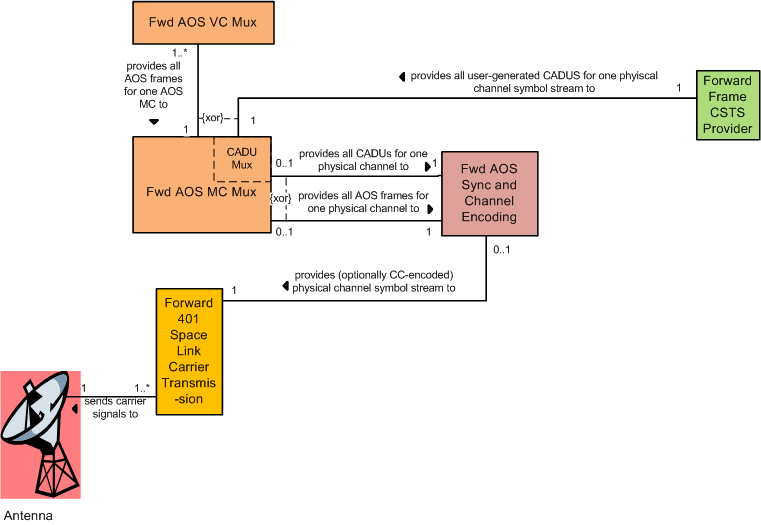 Fwd AOS VC Mux
1..*
provides all
AOS frames
for one AOS
MC to
1
{xor}
1
provides all user-generated CADUS for one phyiscal
channel symbol stream to
1
Forward
Frame
CSTS
Provider
CADU
Mux
Fwd AOS MC Mux
0..1
provides all CADUs for one
physical channel to
1
{xor}
provides all AOS frames for
one physical channel to
0..1
1
Fwd AOS
Sync and
Channel
Encoding
0..1
provides (optionally CC-encoded)
physical channel symbol stream to
1
Forward
401
Space
Link
Carrier
Transmis
-sion
1
1..*
sends carrier
signals to
Antenna